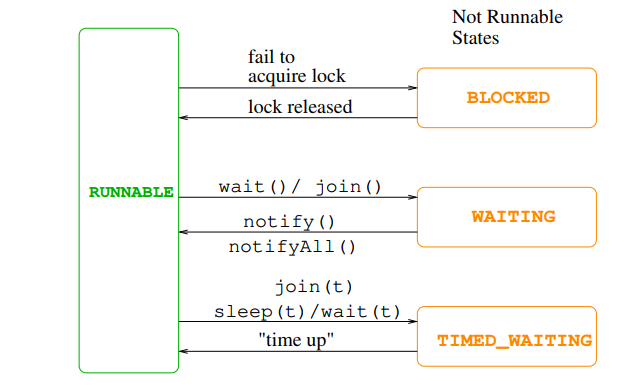 Not Runnable
States
fail to
acquire lock
BLOCKED
lock released
RUNNABLE
wait()/ join()
WAITING
notify()
notifyAll()
join(t)
sleep(t)/wait(t)
"time up"
TIMED_WAITING